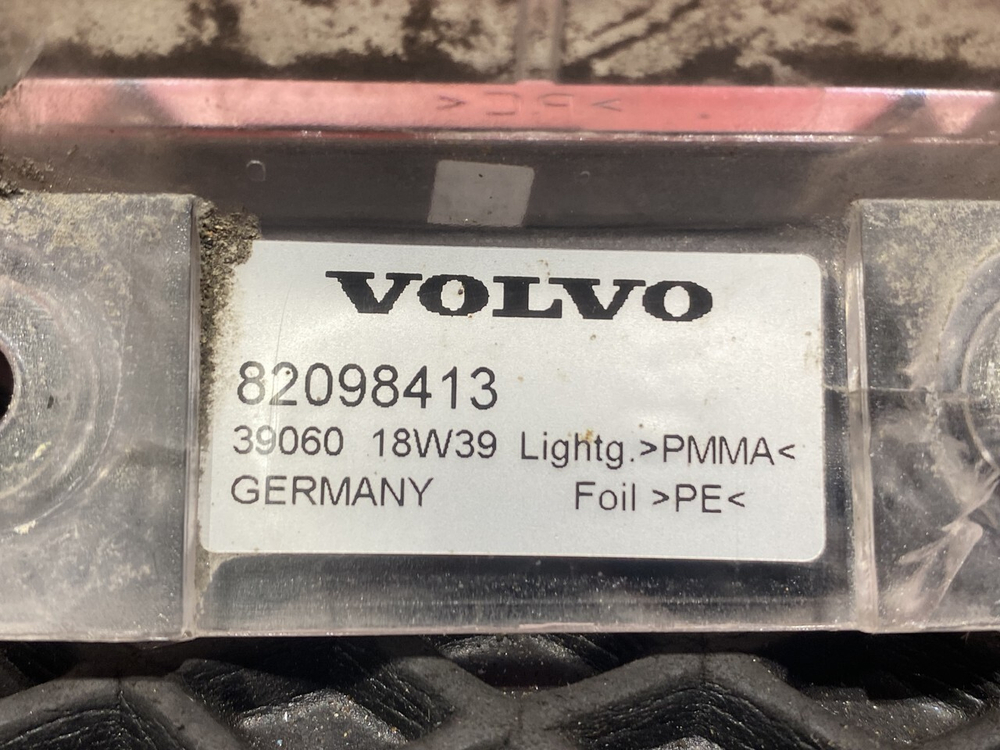 VOLVO
82098413
39060 18W39 Lightg.>PMMA<
GERMANY Foil >PE<